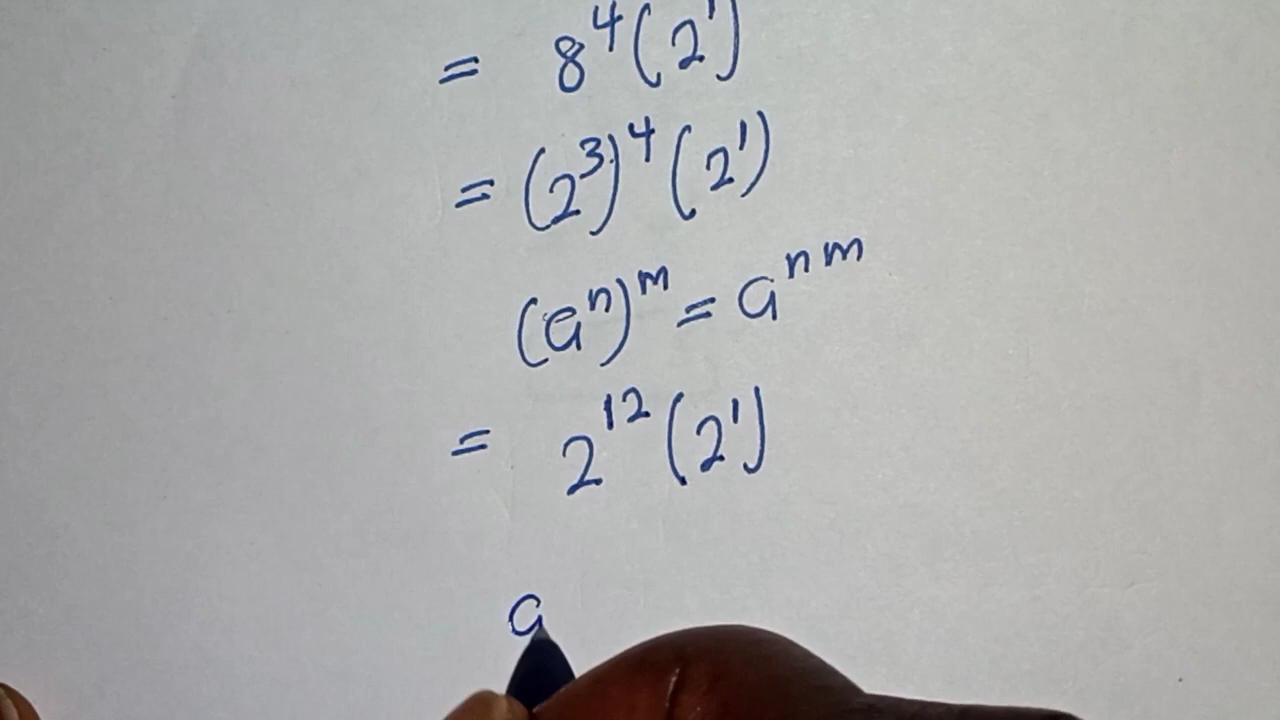 = 8⁴(2¹)
= (2³)⁴(2¹)
(aⁿ)ᵐ = aⁿᵐ
= 2¹²(2¹)
a